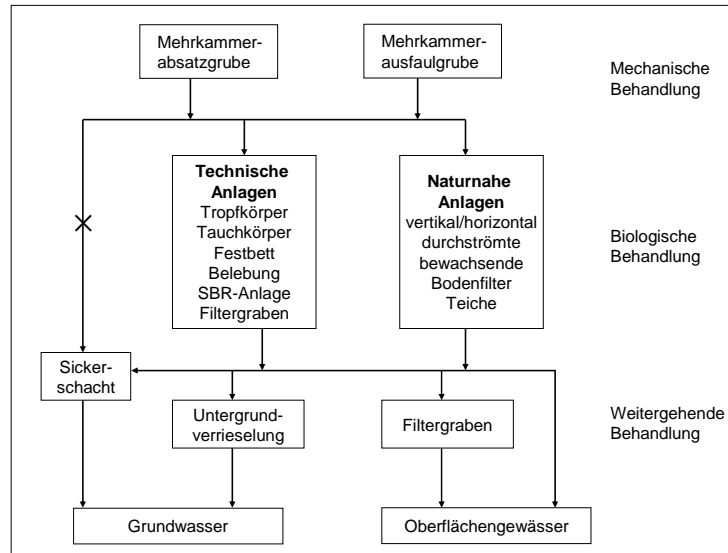 Mehrkammer-
absatzgrube
Mehrkammer-
ausfaulgrube
Mechanische
Behandlung
Technische
Anlagen
Tropfkörper
Tauchkörper
Festbett
Belebung
SBR-Anlage
Filtergraben
Naturnahe
Anlagen
vertikal/horizontal
durchströmte
bewachsende
Bodenfilter
Teiche
Biologische
Behandlung
Sicker-
schacht
Untergrund-
verrieselung
Filtergraben
Weitergehende
Behandlung
Grundwasser
Oberflächengewässer